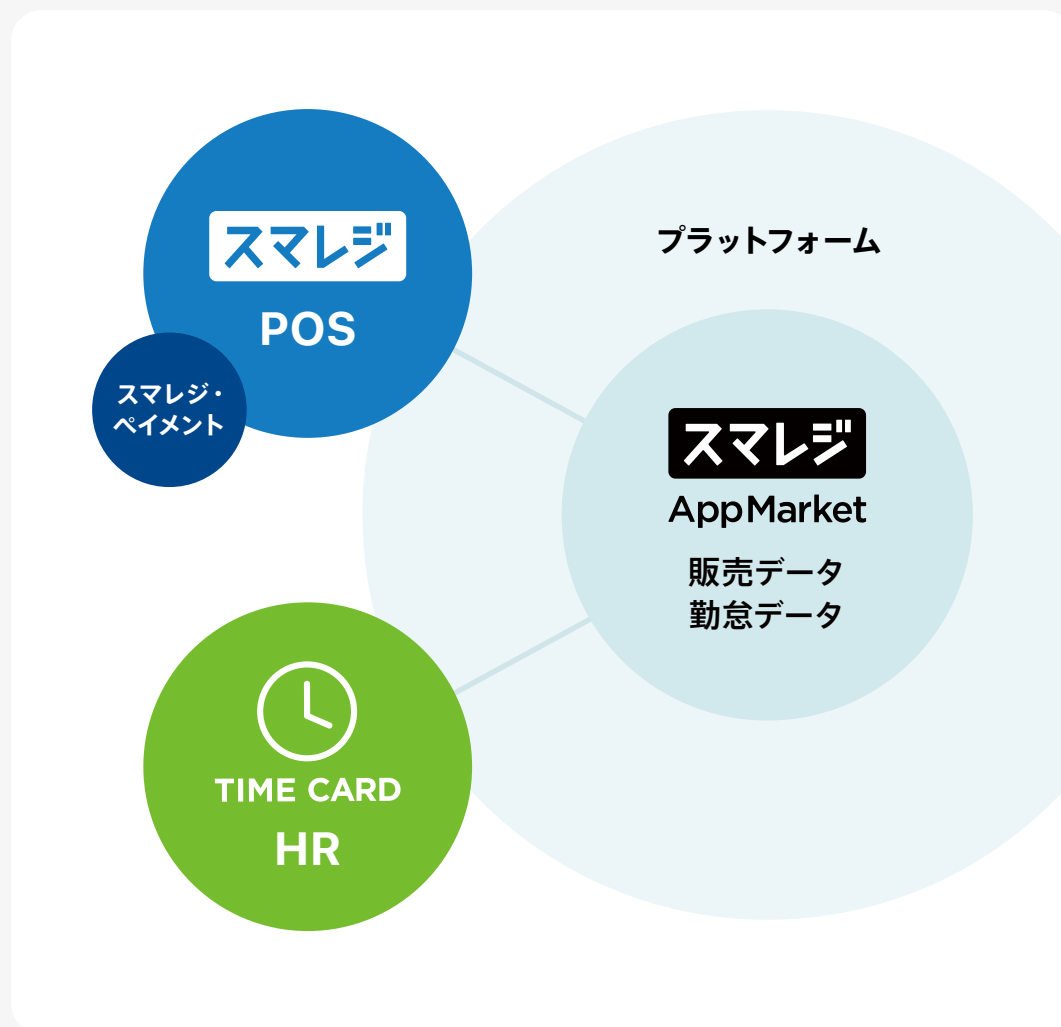 スマレジ
POS
スマレジ・
ペイメント
プラットフォーム
スマレジ
AppMarket
販売データ
勤怠データ
TIME CARD
HR